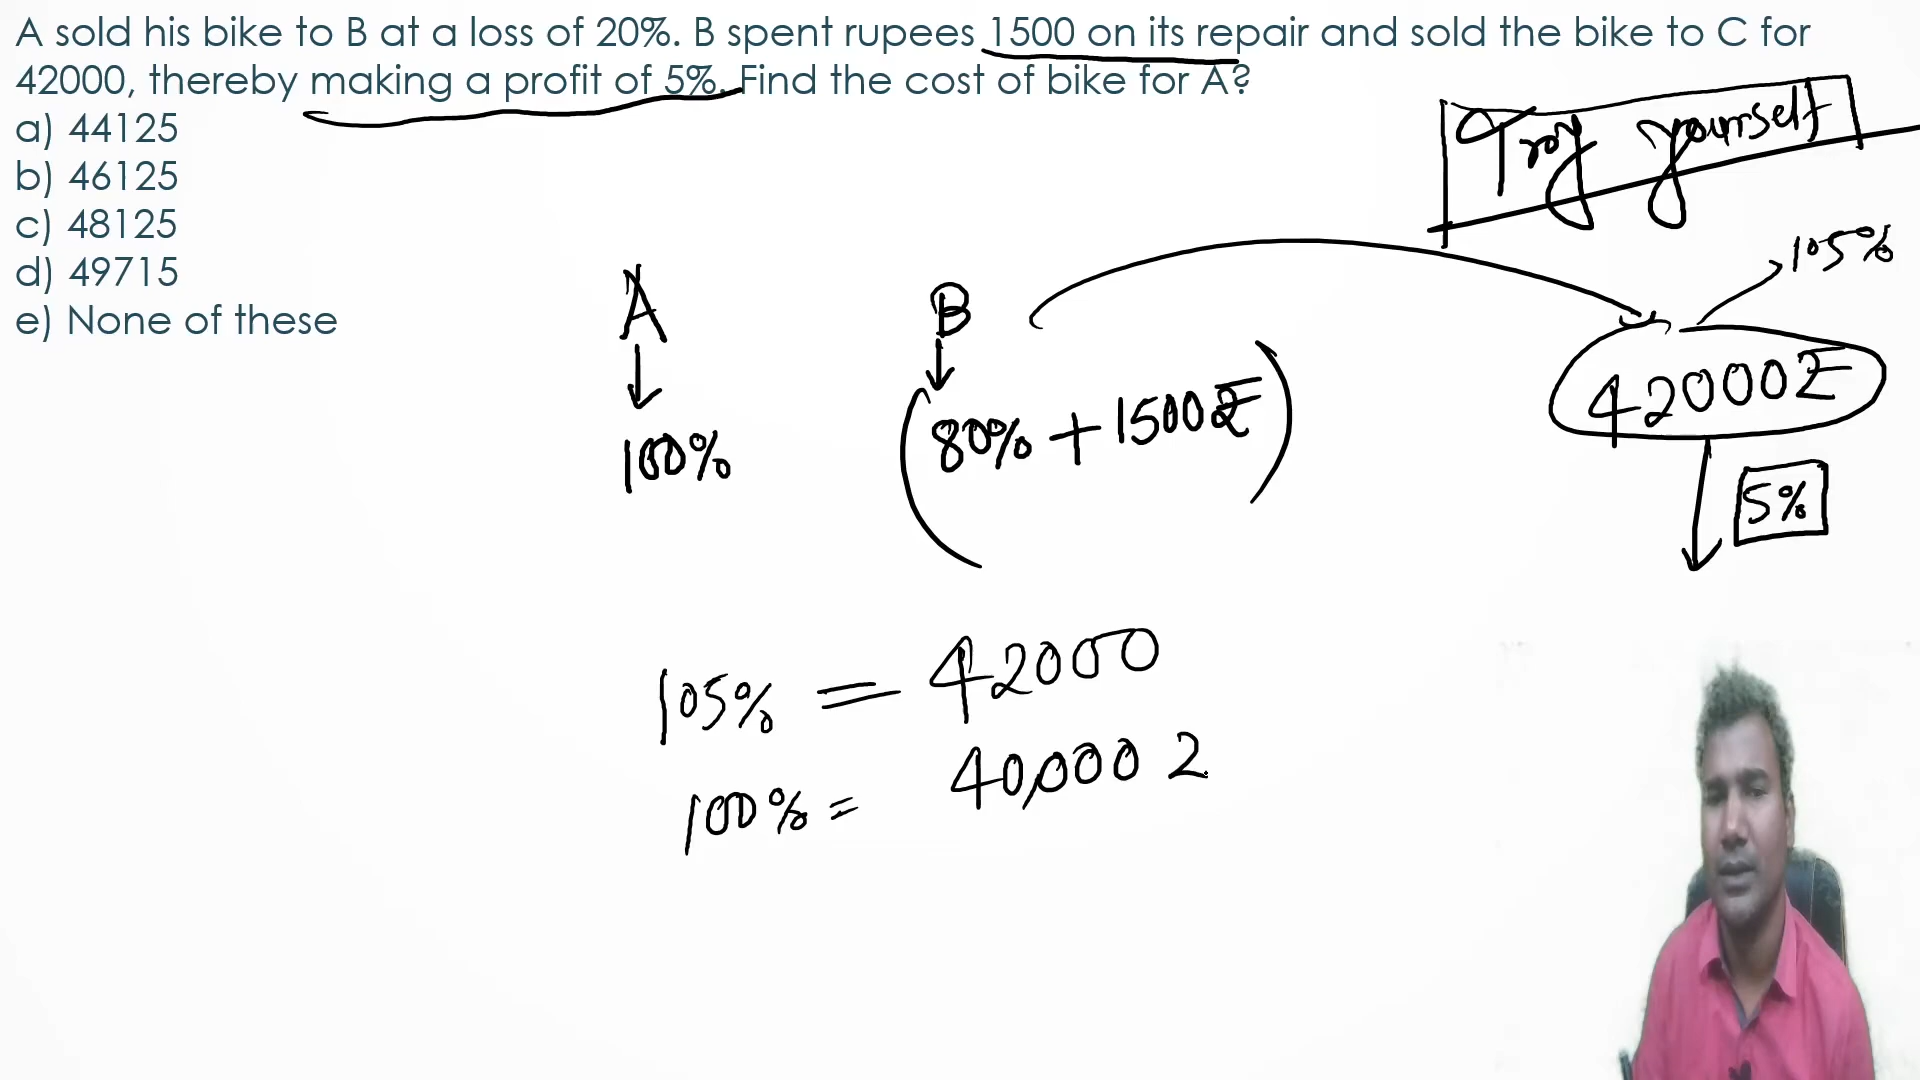 A sold his bike to B at a loss of 20%. B spent rupees 1500 on its repair and sold the bike to C for
42000, thereby making a profit of 5%. Find the cost of bike for A?
a) 44125
b) 46125
c) 48125
d) 49715
e) None of these
Try yourself
105%
A
B
42000₹
100%
80% + 1500₹
5%
105% = 42000
100% = 40,000 2